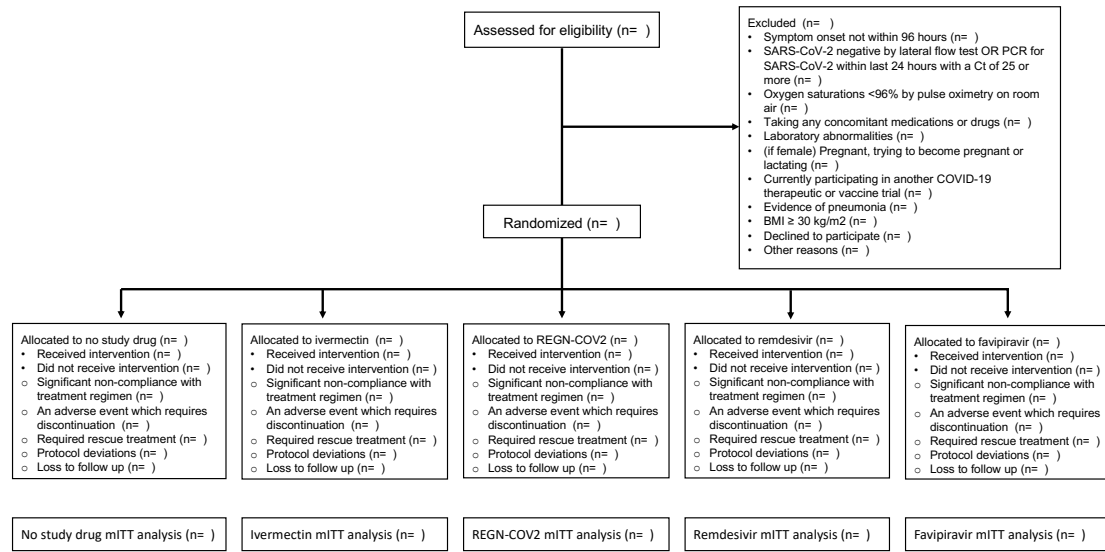 Assessed for eligibility (n=  )
Excluded  (n=  )
• Symptom onset not within 96 hours (n=  )
• SARS-CoV-2 negative by lateral flow test OR PCR for
SARS-CoV-2 within last 24 hours with a Ct of 25 or
more (n=  )
• Oxygen saturations <96% by pulse oximetry on room
air (n=  )
• Taking any concomitant medications or drugs (n=  )
• Laboratory abnormalities (n=  )
• (if female) Pregnant, trying to become pregnant or
lactating (n=  )
• Currently participating in another COVID-19
therapeutic or vaccine trial (n=  )
• Evidence of pneumonia (n=  )
• BMI ≥ 30 kg/m2 (n=  )
• Declined to participate (n=  )
• Other reasons (n=  )
Randomized (n=  )
Allocated to no study drug (n=  )
• Received intervention (n=  )
• Did not receive intervention (n=  )
o Significant non-compliance with
treatment regimen (n=  )
o An adverse event which requires
discontinuation (n=  )
o Required rescue treatment (n=  )
o Protocol deviations (n=  )
o Loss to follow up (n=  )
Allocated to ivermectin  (n=  )
• Received intervention (n=  )
• Did not receive intervention (n=  )
o Significant non-compliance with
treatment regimen (n=  )
o An adverse event which requires
discontinuation (n=  )
o Required rescue treatment (n=  )
o Protocol deviations (n=  )
o Loss to follow up (n=  )
Allocated to REGN-COV2 (n=  )
• Received intervention (n=  )
• Did not receive intervention (n=  )
o Significant non-compliance with
treatment regimen (n=  )
o An adverse event which requires
discontinuation (n=  )
o Required rescue treatment (n=  )
o Protocol deviations (n=  )
o Loss to follow up (n=  )
Allocated to remdesivir (n=  )
• Received intervention (n=  )
• Did not receive intervention (n=  )
o Significant non-compliance with
treatment regimen (n=  )
o An adverse event which requires
discontinuation (n=  )
o Required rescue treatment (n=  )
o Protocol deviations (n=  )
o Loss to follow up (n=  )
Allocated to favipiravir (n=  )
• Received intervention (n=  )
• Did not receive intervention (n=  )
o Significant non-compliance with
treatment regimen (n=  )
o An adverse event which requires
discontinuation (n=  )
o Required rescue treatment (n=  )
o Protocol deviations (n=  )
o Loss to follow up (n=  )
No study drug mITT analysis (n=  )
Ivermectin mITT analysis (n=  )
REGN-COV2 mITT analysis (n=  )
Remdesivir mITT analysis (n=  )
Favipiravir mITT analysis (n=  )